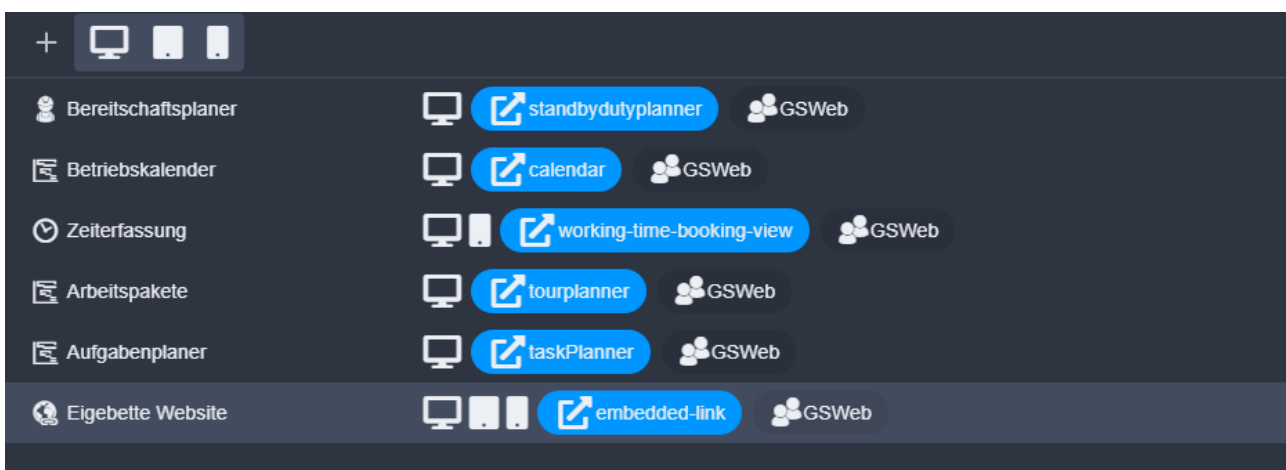 Bereitschaftsplaner standbydutyplanner GSWeb
Betriebskalender calendar GSWeb
Zeiterfassung working-time-booking-view GSWeb
Arbeitspakete tourplanner GSWeb
Aufgabenplaner taskPlanner GSWeb
Eigebette Website embedded-link GSWeb